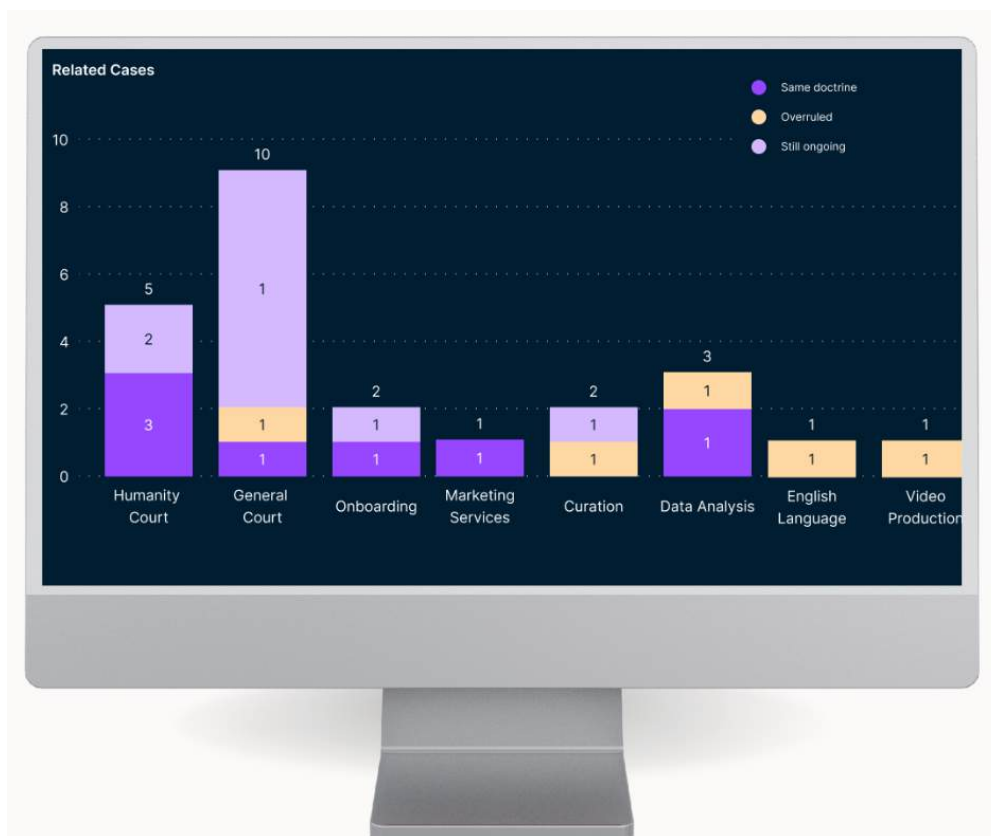 Related Cases
Same doctrine
Overruled
Still ongoing
10
8
6
4
2
0
5
2
3
10
1
1
1
2
1
1
1
1
2
1
1
3
1
1
1
1
1
1
Humanity
Court
General
Court
Onboarding
Marketing
Services
Curation
Data Analysis
English
Language
Video
Production